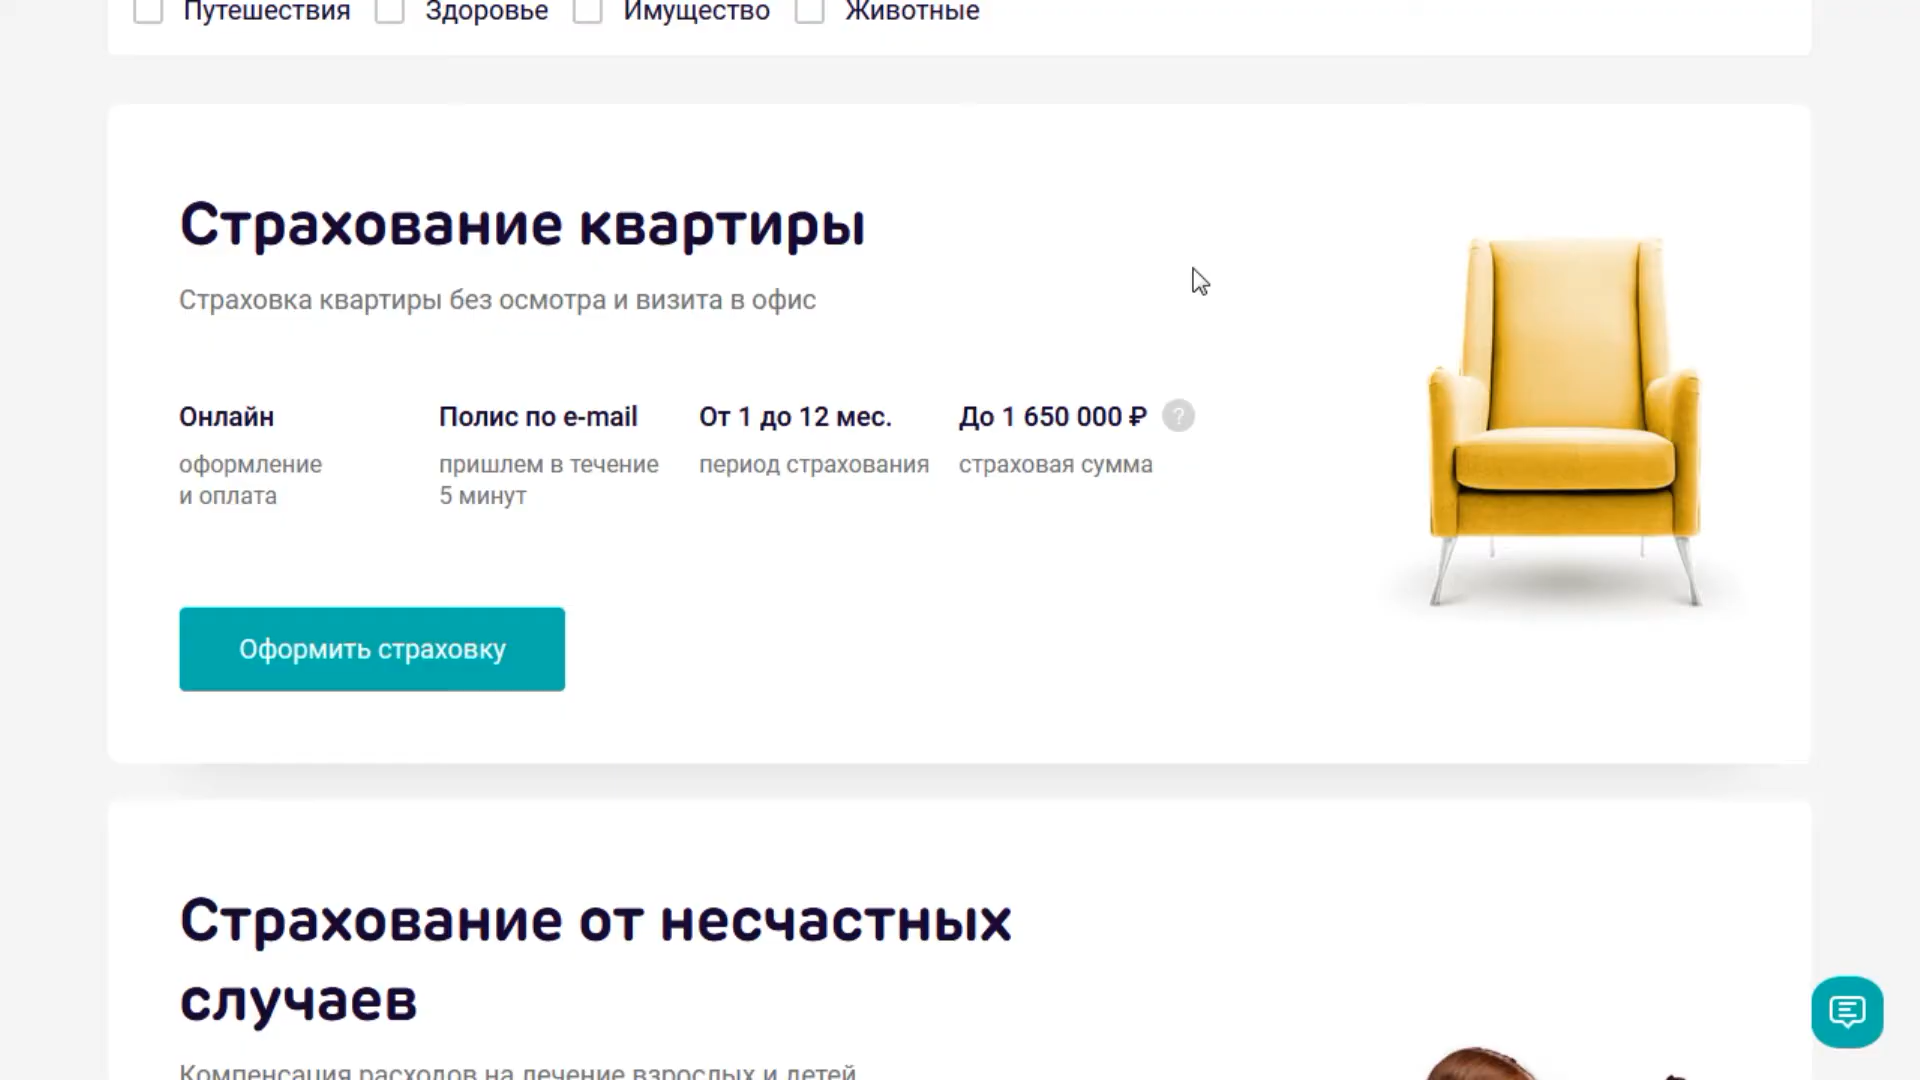 Путешествия Здоровье Имущество Животные
Страхование квартиры
Страховка квартиры без осмотра и визита в офис
Онлайн
оформление
и оплата
Полис по e-mail
пришлем в течение
5 минут
От 1 до 12 мес.
период страхования
До 1 650 000 ₽ ?
страховая сумма
Оформить страховку
Страхование от несчастных
случаев
Компенсация расходов на лечение взрослых и детей